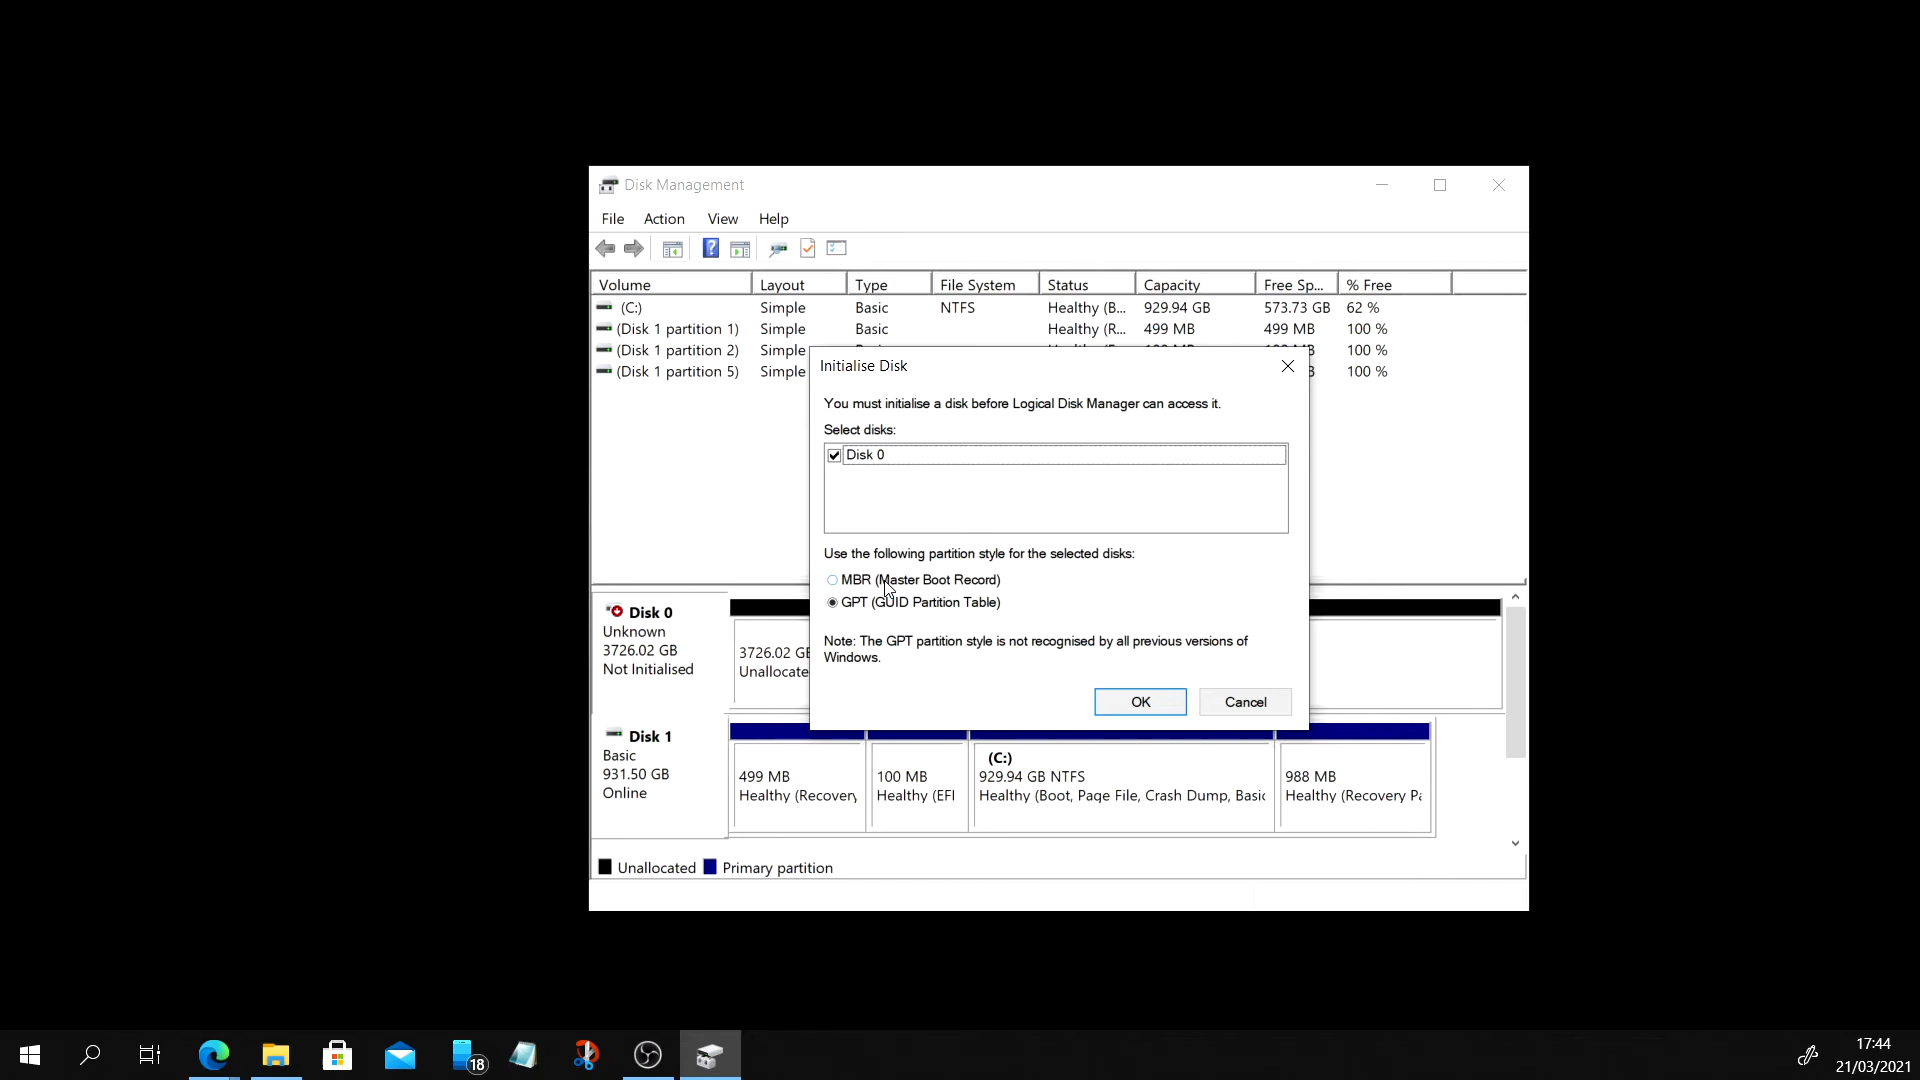 Disk Management
File Action View Help
Volume Layout Type File System Status Capacity Free Sp... % Free
(C:) Simple Basic NTFS Healthy (B... 929.94 GB 573.73 GB 62 %
(Disk 1 partition 1) Simple Basic Healthy (R... 499 MB 499 MB 100 %
(Disk 1 partition 2) Simple 100 %
(Disk 1 partition 5) Simple 100 %
Initialise Disk
You must initialise a disk before Logical Disk Manager can access it.
Select disks:
Disk 0
Use the following partition style for the selected disks:
MBR (Master Boot Record)
GPT (GUID Partition Table)
Note: The GPT partition style is not recognised by all previous versions of
Windows.
OK Cancel
Disk 0
Unknown
3726.02 GB
Not Initialised
3726.02 GB
Unallocate
Disk 1
Basic
931.50 GB
Online
499 MB
Healthy (Recovery
100 MB
Healthy (EFI
(C:)
929.94 GB NTFS
Healthy (Boot, Page File, Crash Dump, Basic
988 MB
Healthy (Recovery Pa
Unallocated Primary partition
18
17:44
21/03/2021